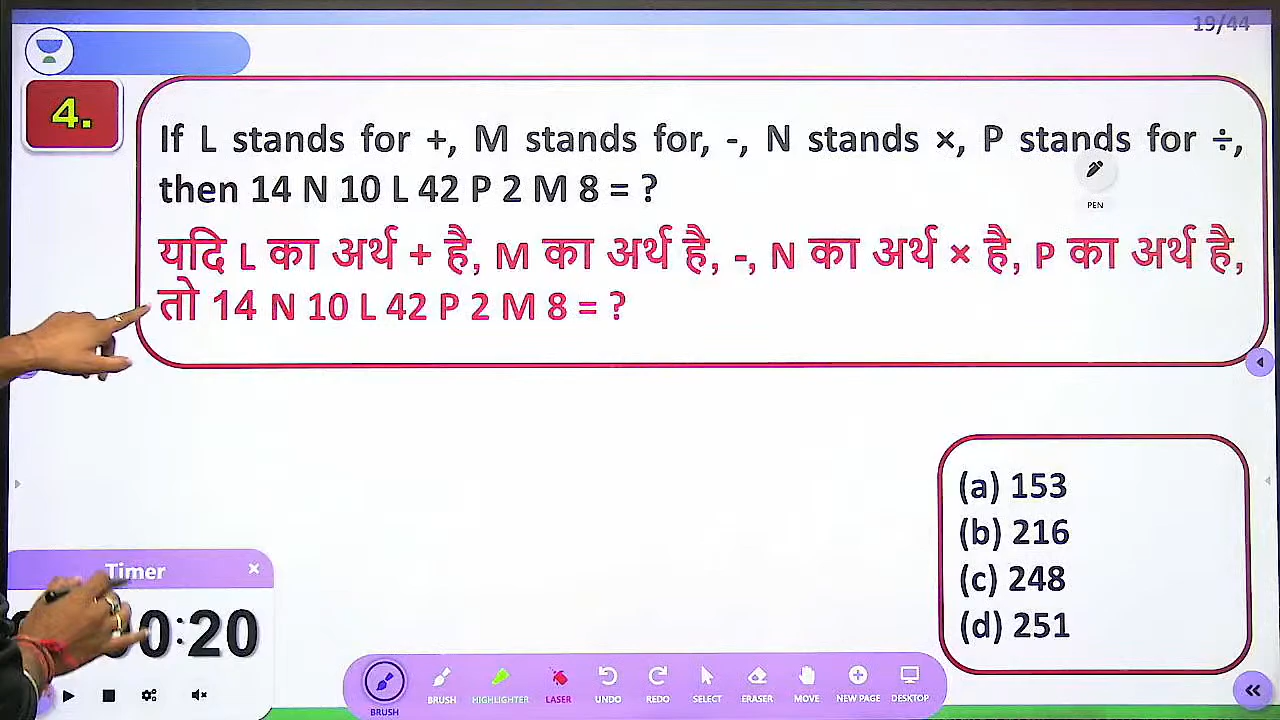 19/44
4.
If L stands for +, M stands for, -, N stands ×, P stands for ÷,
then 14 N 10 L 42 P 2 M 8 = ?
PEN
यदि L का अर्थ + है, M का अर्थ है, -, N का अर्थ × है, P का अर्थ है,
तो 14 N 10 L 42 P 2 M 8 = ?
(a) 153
(b) 216
(c) 248
(d) 251
Timer
0:20
BRUSH
BRUSH
HIGHLIGHTER
LASER
UNDO
REDO
SELECT
ERASER
MOVE
NEW PAGE
DESKTOP